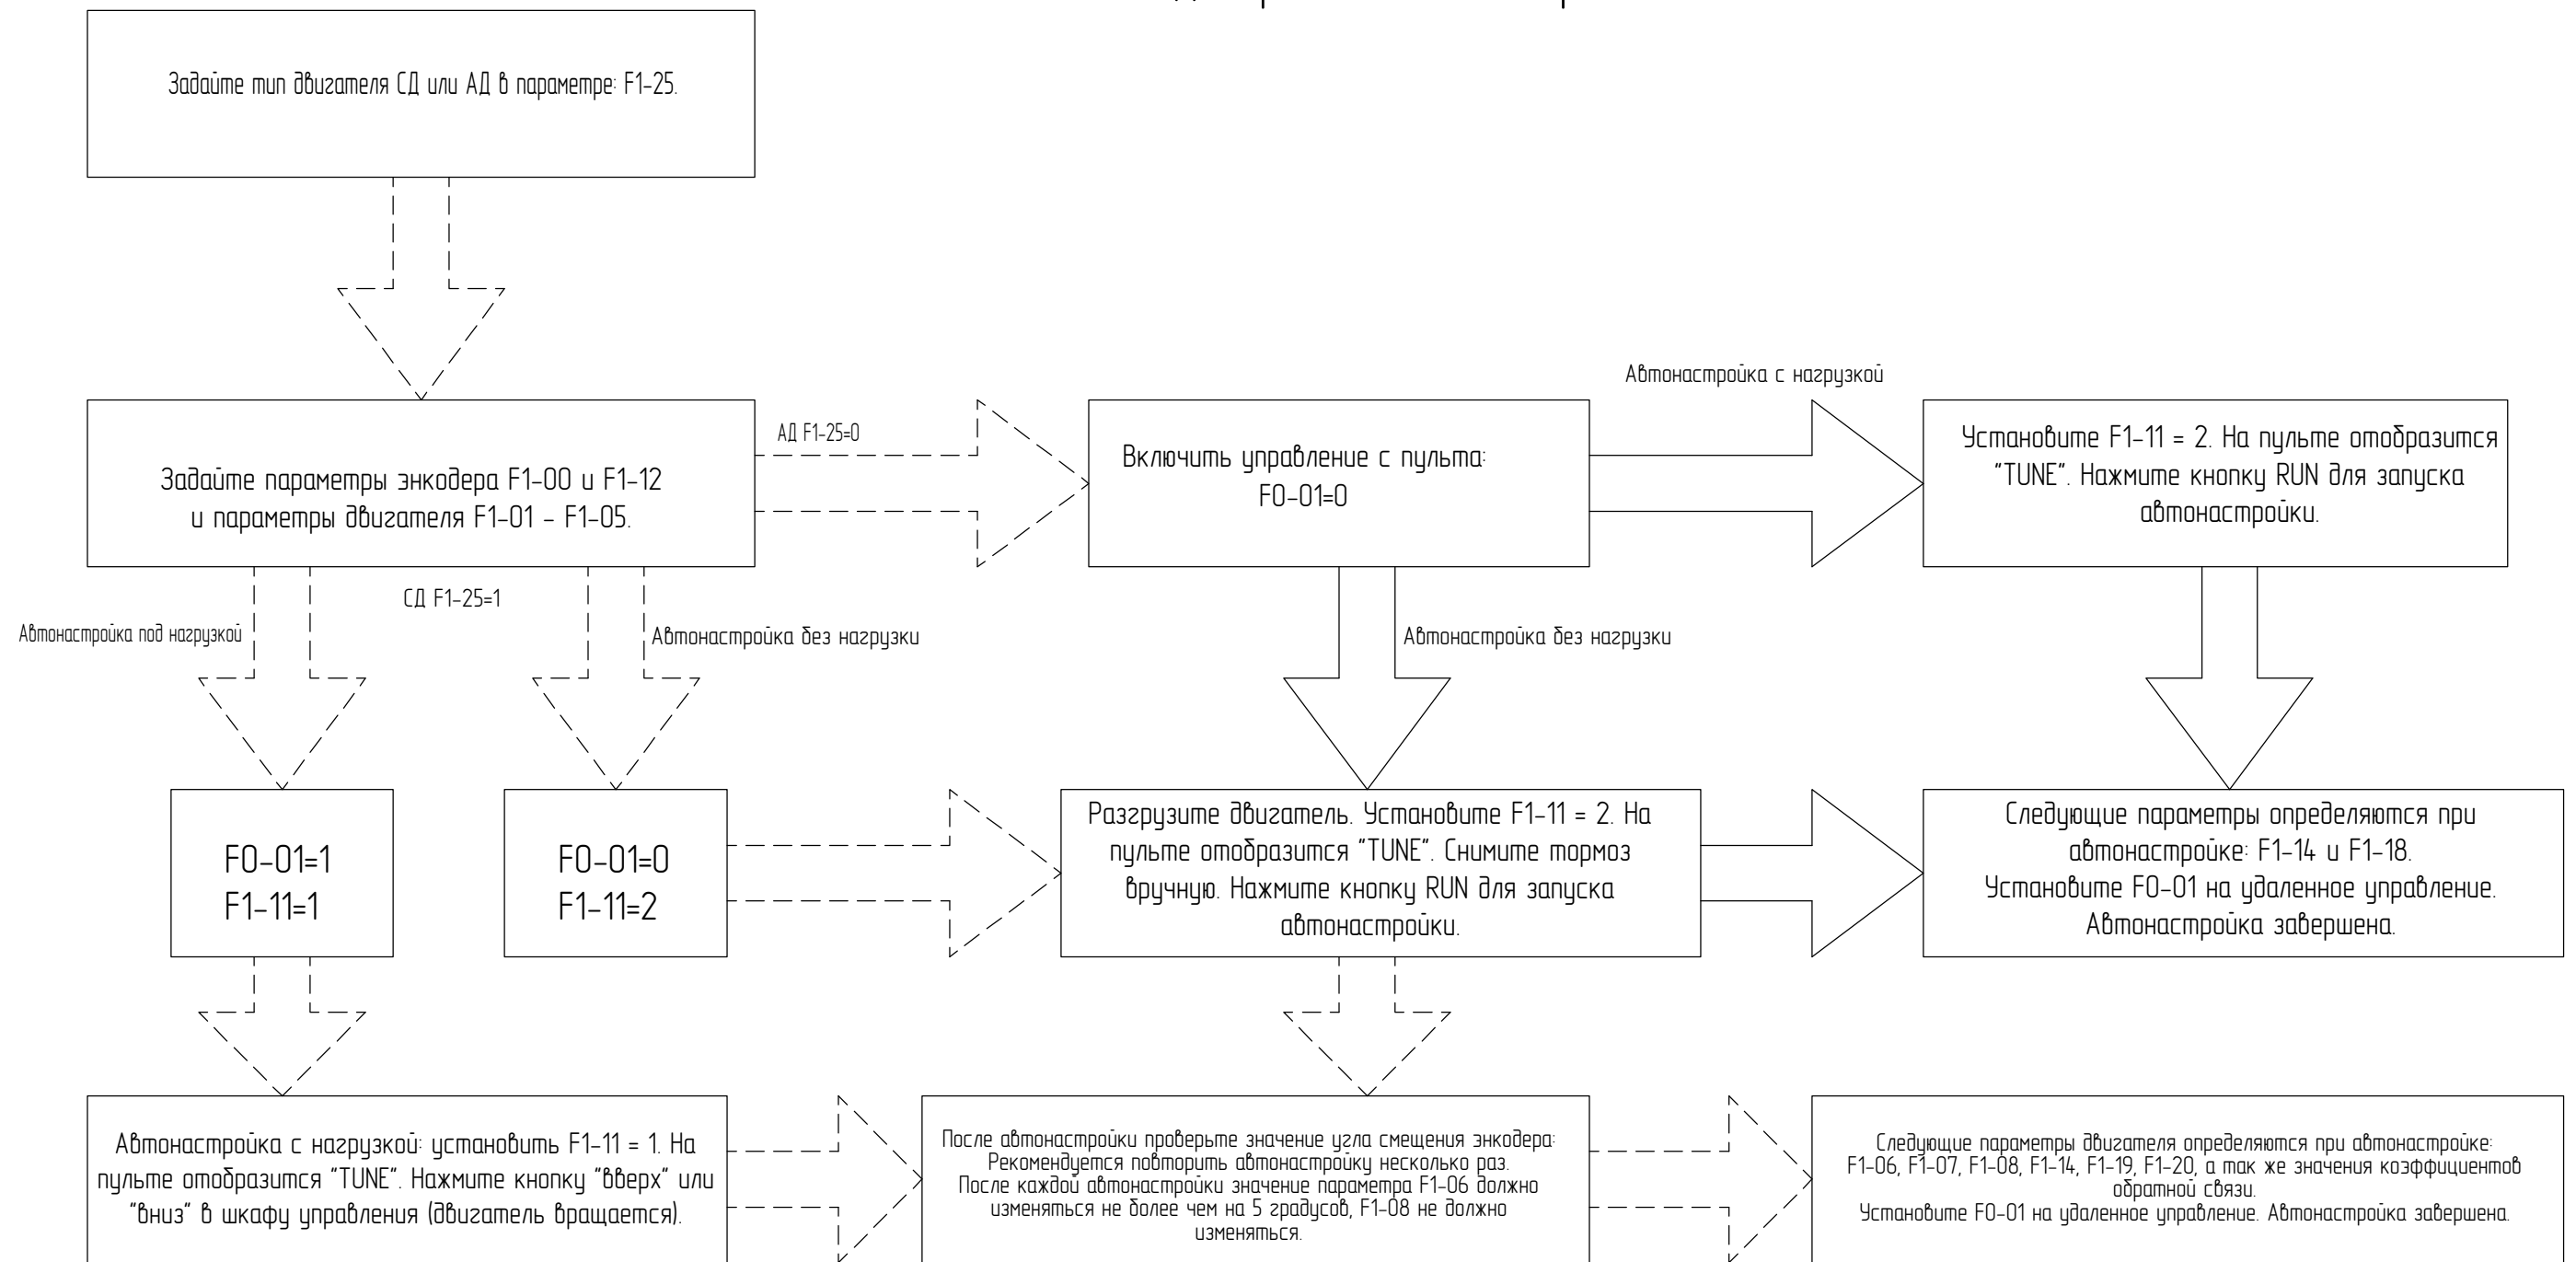 Задайте тип двигателя СД или АД в параметре: F1-25.
Автонастройка с нагрузкой
АД F1-25=0
Задайте параметры энкодера F1-00 и F1-12
и параметры двигателя F1-01 - F1-05.
Включить управление с пульта:
F0-01=0
Установите F1-11 = 2. На пульте отобразится
"TUNE". Нажмите кнопку RUN для запуска
автонастройки.
СД F1-25=1
Автонастройка под нагрузкой
Автонастройка без нагрузки
Автонастройка без нагрузки
F0-01=1
F1-11=1
F0-01=0
F1-11=2
Разгрузите двигатель. Установите F1-11 = 2. На
пульте отобразится "TUNE". Снимите тормоз
вручную. Нажмите кнопку RUN для запуска
автонастройки.
Следующие параметры определяются при
автонастройке: F1-14 и F1-18.
Установите F0-01 на удаленное управление.
Автонастройка завершена.
Автонастройка с нагрузкой: установить F1-11 = 1. На
пульте отобразится "TUNE". Нажмите кнопку "вверх" или
"вниз" в шкафу управления (двигатель вращается).
После автонастройки проверьте значение угла смещения энкодера:
Рекомендуется повторить автонастройку несколько раз.
После каждой автонастройки значение параметра F1-06 должно
изменяться не более чем на 5 градусов, F1-08 не должно
изменяться.
Следующие параметры двигателя определяются при автонастройке:
F1-06, F1-07, F1-08, F1-14, F1-19, F1-20, а так же значения коэффициентов
обратной связи.
Установите F0-01 на удаленное управление. Автонастройка завершена.